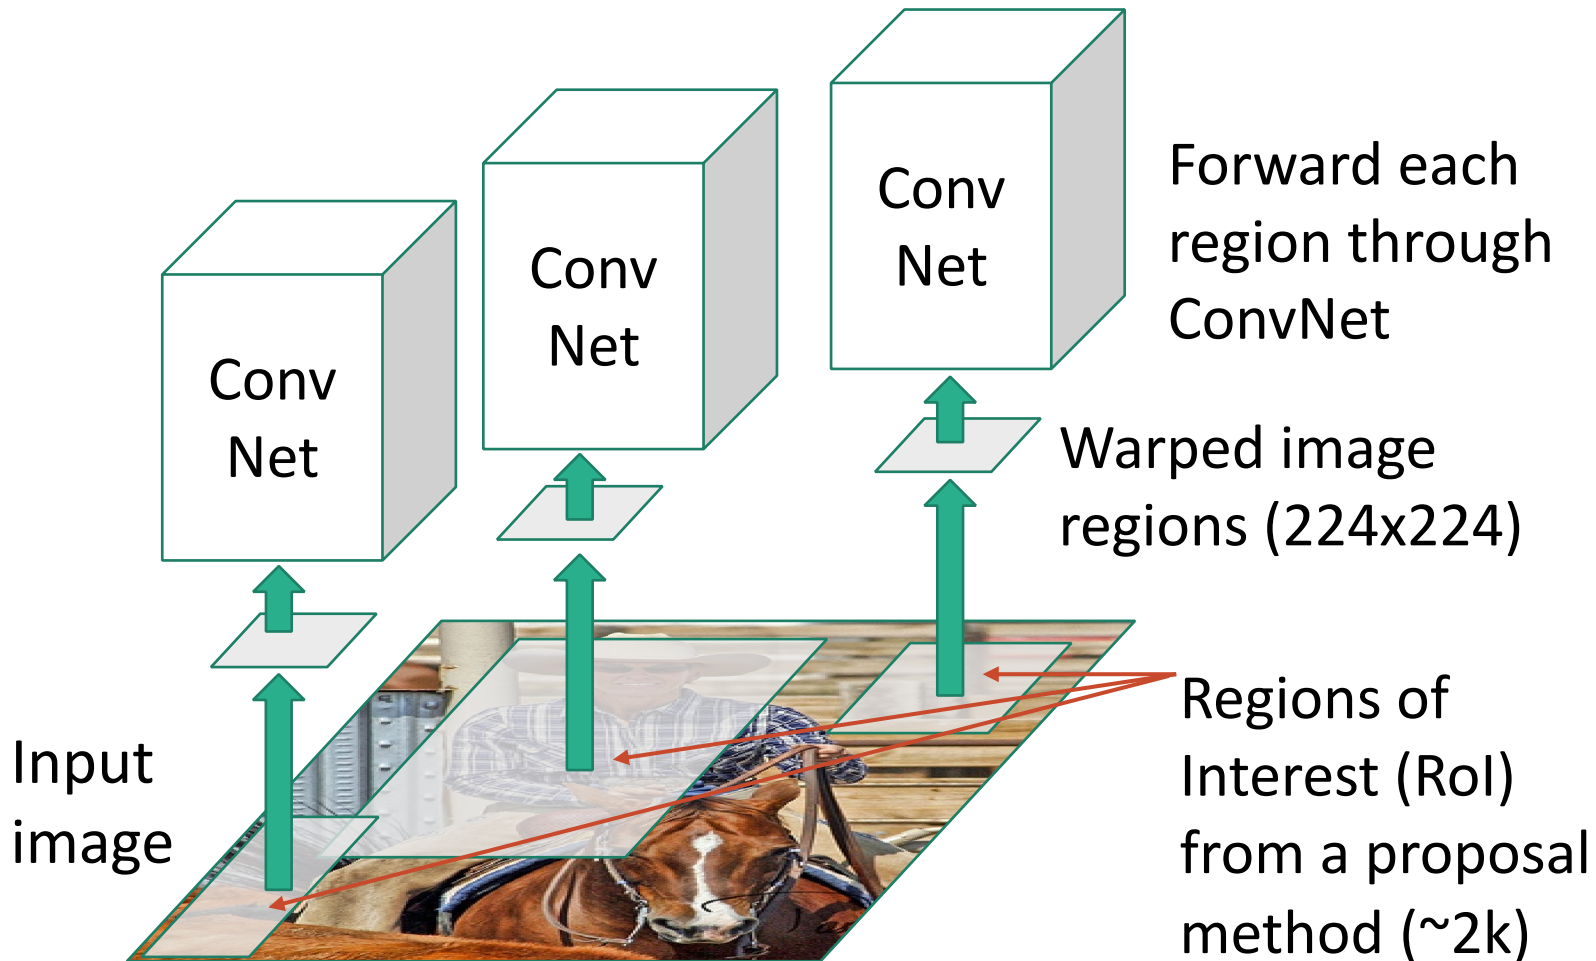 Conv
Net
Conv
Net
Conv
Net
Forward each
region through
ConvNet
Warped image
regions (224x224)
Regions of
Interest (RoI)
from a proposal
method (~2k)
Input
image